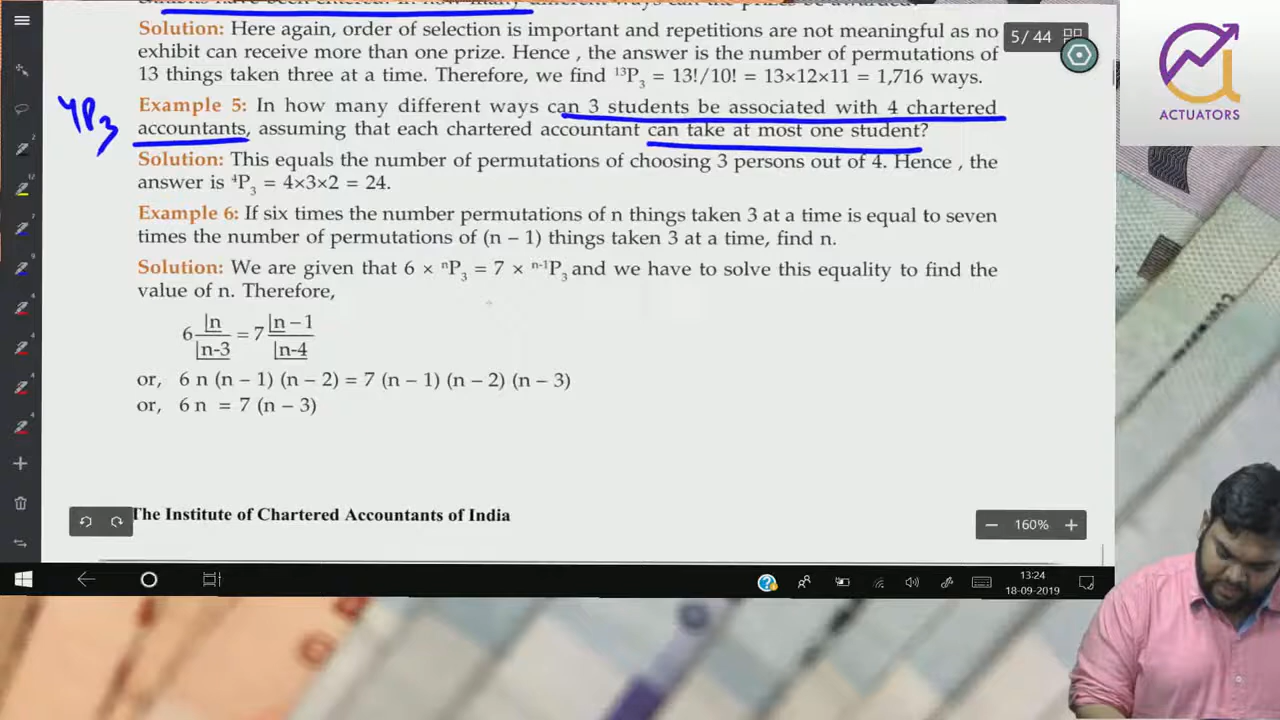 Solution: Here again, order of selection is important and repetitions are not meaningful as no
exhibit can receive more than one prize. Hence , the answer is the number of permutations of
13 things taken three at a time. Therefore, we find ¹³P₃ = 13!/10! = 13×12×11 = 1,716 ways.
5 / 44
ACTUATORS
4P3
Example 5: In how many different ways can 3 students be associated with 4 chartered
accountants, assuming that each chartered accountant can take at most one student?
Solution: This equals the number of permutations of choosing 3 persons out of 4. Hence , the
answer is ⁴P₃ = 4×3×2 = 24.
Example 6: If six times the number permutations of n things taken 3 at a time is equal to seven
times the number of permutations of (n – 1) things taken 3 at a time, find n.
Solution: We are given that 6 × ⁿP₃ = 7 × ⁿ⁻¹P₃ and we have to solve this equality to find the
value of n. Therefore,
6 |n / |n-3 = 7 |n – 1 / |n-4
or, 6 n (n – 1) (n – 2) = 7 (n – 1) (n – 2) (n – 3)
or, 6 n = 7 (n – 3)
The Institute of Chartered Accountants of India
160%
13:24
18-09-2019